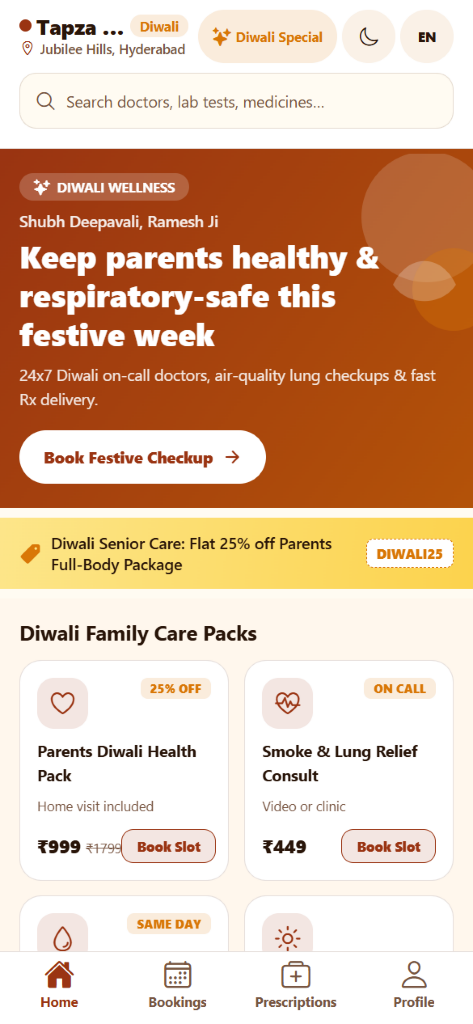 Tapza ...
Diwali
Jubilee Hills, Hyderabad
Diwali Special
EN
Search doctors, lab tests, medicines...
DIWALI WELLNESS
Shubh Deepavali, Ramesh Ji
Keep parents healthy &
respiratory-safe this
festive week
24x7 Diwali on-call doctors, air-quality lung checkups & fast
Rx delivery.
Book Festive Checkup
Diwali Senior Care: Flat 25% off Parents
Full-Body Package
DIWALI25
Diwali Family Care Packs
25% OFF
Parents Diwali Health
Pack
Home visit included
₹999 ₹1799
Book Slot
ON CALL
Smoke & Lung Relief
Consult
Video or clinic
₹449
Book Slot
SAME DAY
Home
Bookings
Prescriptions
Profile